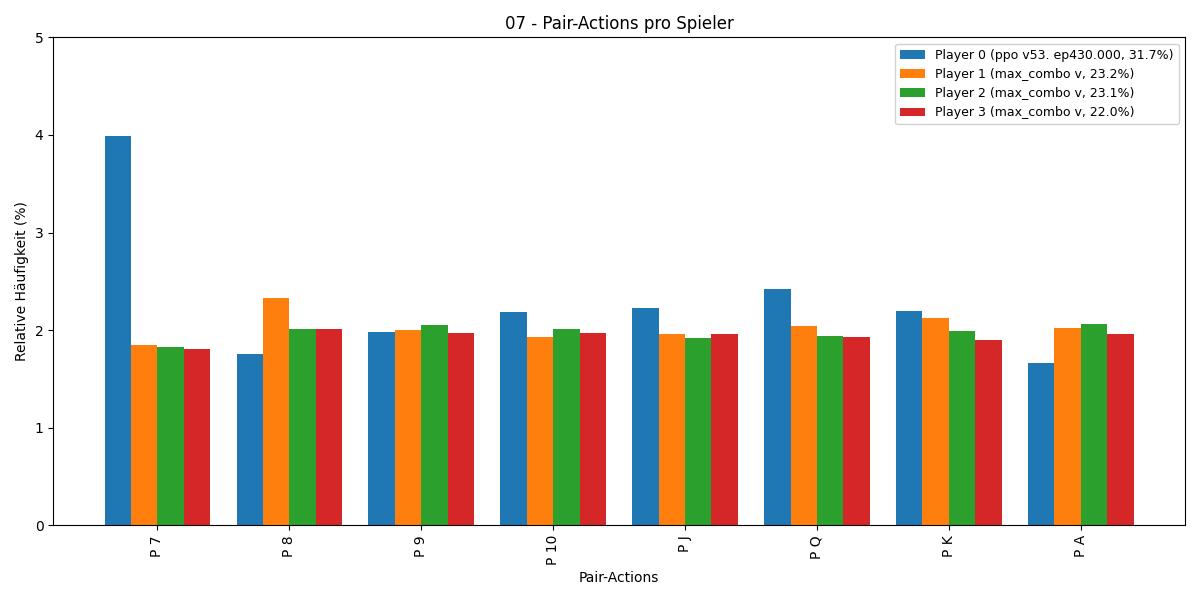 07 - Pair-Actions pro Spieler
Player 0 (ppo v53. ep430.000, 31.7%)
Player 1 (max_combo v, 23.2%)
Player 2 (max_combo v, 23.1%)
Player 3 (max_combo v, 22.0%)
Relative Häufigkeit (%)
5
4
3
2
1
0
P 7
P 8
P 9
P 10
P J
P Q
P K
P A
Pair-Actions